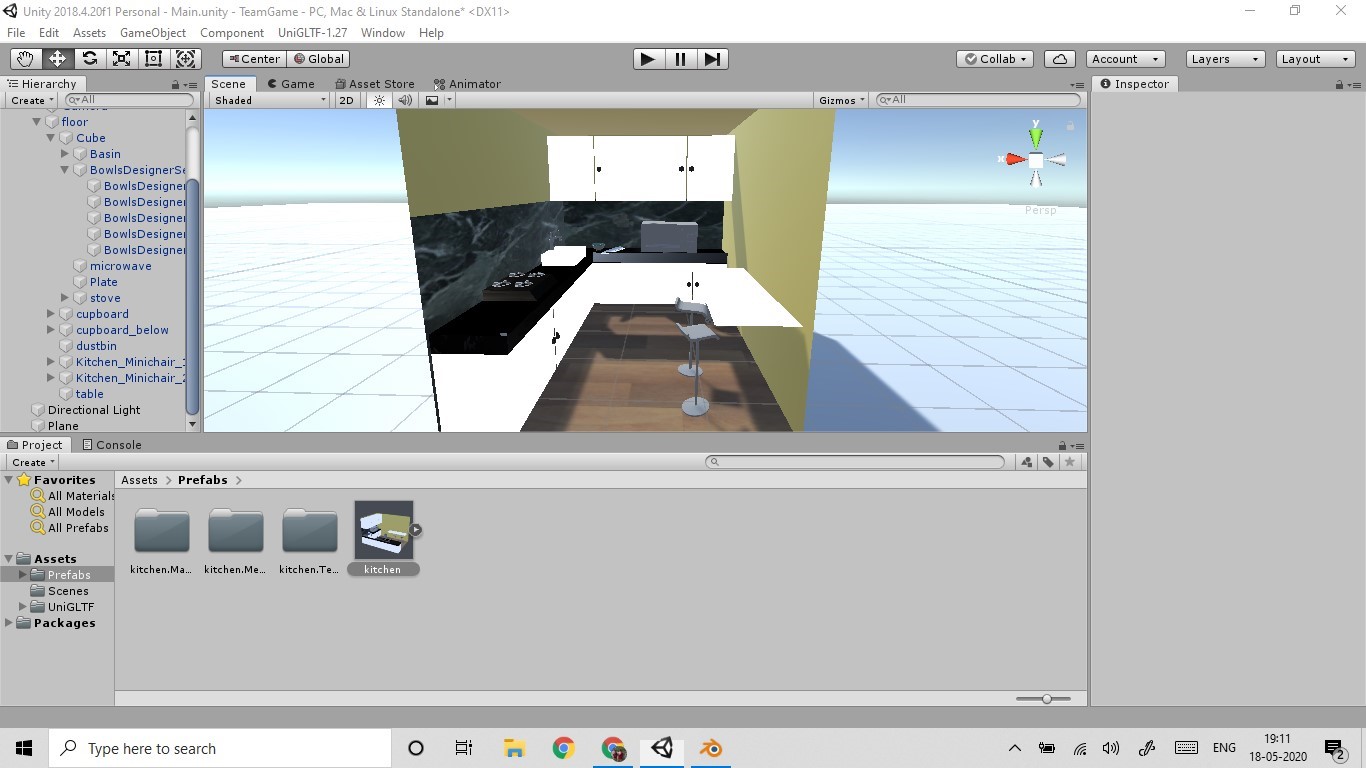 Unity 2018.4.20f1 Personal - Main.unity - TeamGame - PC, Mac & Linux Standalone* <DX11>
File Edit Assets GameObject Component UniGLTF-1.27 Window Help
Center Global Collab Account Layers Layout
Hierarchy Scene Game Asset Store Animator Inspector
Create All Shaded 2D Gizmos All
floor
Cube
Basin
BowlsDesignerSe
BowlsDesigner
BowlsDesigner
BowlsDesigner
BowlsDesigner
BowlsDesigner
microwave
Plate
stove
cupboard
cupboard_below
dustbin
Kitchen_Minichair_1
Kitchen_Minichair_2
table
Directional Light
Plane
y
x
Persp
Project Console
Create
Favorites
All Materials
All Models
All Prefabs
Assets
Prefabs
Scenes
UniGLTF
Packages
Assets > Prefabs >
kitchen.Ma... kitchen.Me... kitchen.Te... kitchen
Type here to search
ENG
19:11
18-05-2020
2